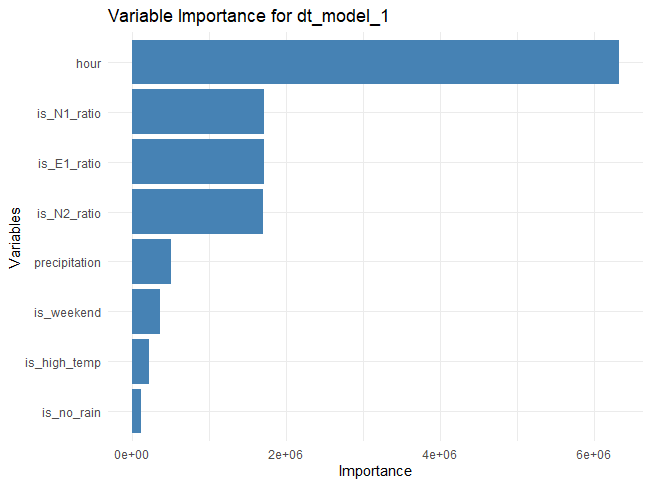 Variable Importance for dt_model_1
Variables
hour
is_N1_ratio
is_E1_ratio
is_N2_ratio
precipitation
is_weekend
is_high_temp
is_no_rain
0e+00 2e+06 4e+06 6e+06
Importance